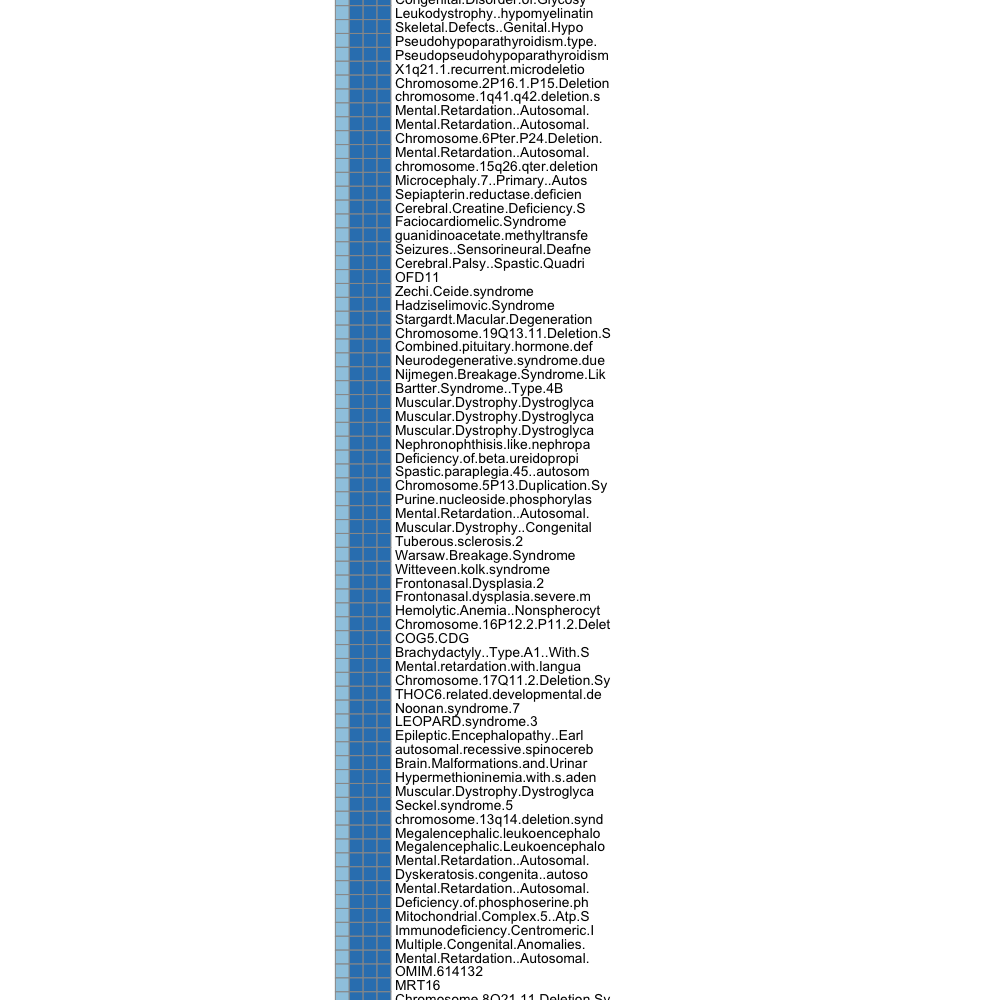 Congenital.Disorder.of.Glycosy
Leukodystrophy..hypomyelinatin
Skeletal.Defects..Genital.Hypo
Pseudohypoparathyroidism.type.
Pseudopseudohypoparathyroidism
X1q21.1.recurrent.microdeletio
Chromosome.2P16.1.P15.Deletion
chromosome.1q41.q42.deletion.s
Mental.Retardation..Autosomal.
Mental.Retardation..Autosomal.
Chromosome.6Pter.P24.Deletion.
Mental.Retardation..Autosomal.
chromosome.15q26.qter.deletion
Microcephaly.7..Primary..Autos
Sepiapterin.reductase.deficien
Cerebral.Creatine.Deficiency.S
Faciocardiomelic.Syndrome
guanidinoacetate.methyltransfe
Seizures..Sensorineural.Deafne
Cerebral.Palsy..Spastic.Quadri
OFD11
Zechi.Ceide.syndrome
Hadziselimovic.Syndrome
Stargardt.Macular.Degeneration
Chromosome.19Q13.11.Deletion.S
Combined.pituitary.hormone.def
Neurodegenerative.syndrome.due
Nijmegen.Breakage.Syndrome.Lik
Bartter.Syndrome..Type.4B
Muscular.Dystrophy.Dystroglyca
Muscular.Dystrophy.Dystroglyca
Muscular.Dystrophy.Dystroglyca
Nephronophthisis.like.nephropa
Deficiency.of.beta.ureidopropi
Spastic.paraplegia.45..autosom
Chromosome.5P13.Duplication.Sy
Purine.nucleoside.phosphorylas
Mental.Retardation..Autosomal.
Muscular.Dystrophy..Congenital
Tuberous.sclerosis.2
Warsaw.Breakage.Syndrome
Witteveen.kolk.syndrome
Frontonasal.Dysplasia.2
Frontonasal.dysplasia.severe.m
Hemolytic.Anemia..Nonspherocyt
Chromosome.16P12.2.P11.2.Delet
COG5.CDG
Brachydactyly..Type.A1..With.S
Mental.retardation.with.langua
Chromosome.17Q11.2.Deletion.Sy
THOC6.related.developmental.de
Noonan.syndrome.7
LEOPARD.syndrome.3
Epileptic.Encephalopathy..Earl
autosomal.recessive.spinocereb
Brain.Malformations.and.Urinar
Hypermethioninemia.with.s.aden
Muscular.Dystrophy.Dystroglyca
Seckel.syndrome.5
chromosome.13q14.deletion.synd
Megalencephalic.leukoencephalo
Megalencephalic.Leukoencephalo
Mental.Retardation..Autosomal.
Dyskeratosis.congenita..autoso
Mental.Retardation..Autosomal.
Deficiency.of.phosphoserine.ph
Mitochondrial.Complex.5..Atp.S
Immunodeficiency.Centromeric.I
Multiple.Congenital.Anomalies.
Mental.Retardation..Autosomal.
OMIM.614132
MRT16
Chromosome.8Q21.11.Deletion.Sy